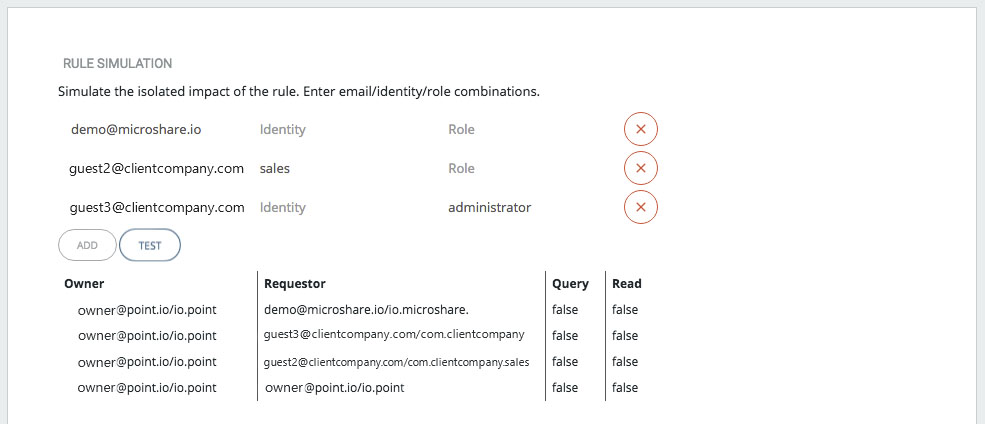 RULE SIMULATION
Simulate the isolated impact of the rule. Enter email/identity/role combinations.
demo@microshare.io Identity Role
guest2@clientcompany.com sales Role
guest3@clientcompany.com Identity administrator
ADD TEST
Owner Requestor Query Read
owner@point.io/io.point demo@microshare.io/io.microshare. false false
owner@point.io/io.point guest3@clientcompany.com/com.clientcompany false false
owner@point.io/io.point guest2@clientcompany.com/com.clientcompany.sales false false
owner@point.io/io.point owner@point.io/io.point false false